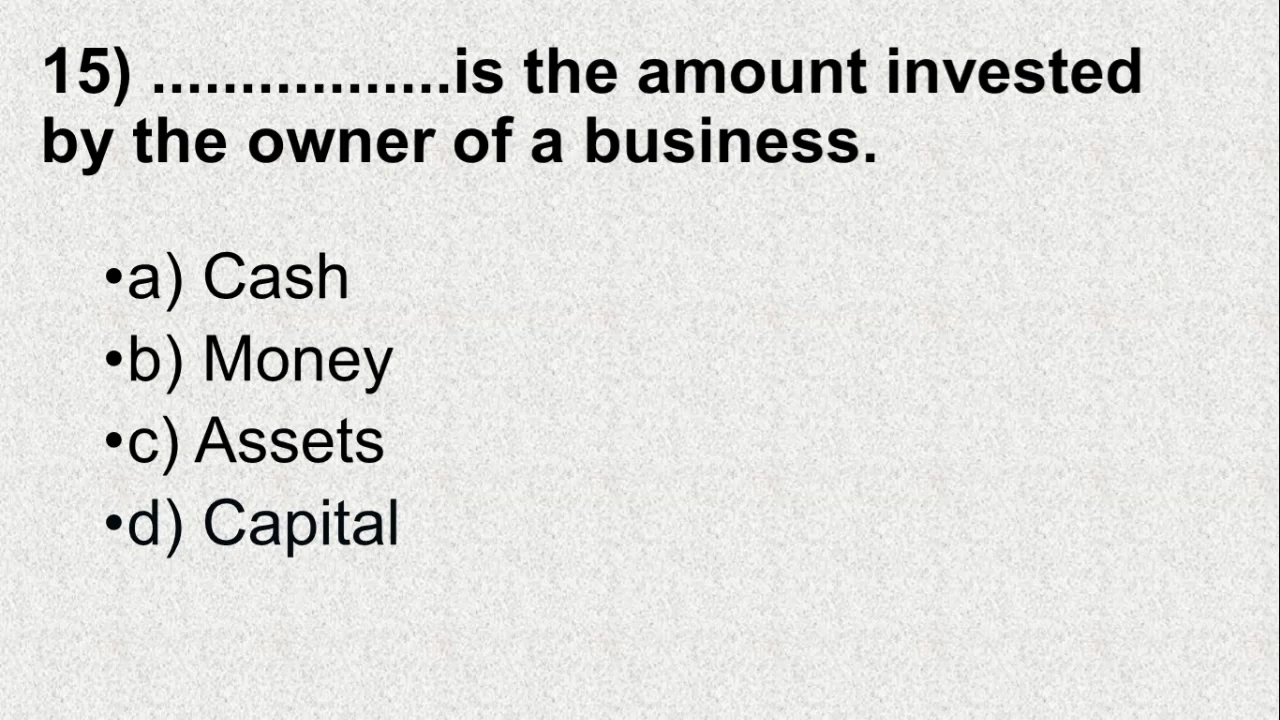 15) .................is the amount invested
by the owner of a business.
•a) Cash
•b) Money
•c) Assets
•d) Capital